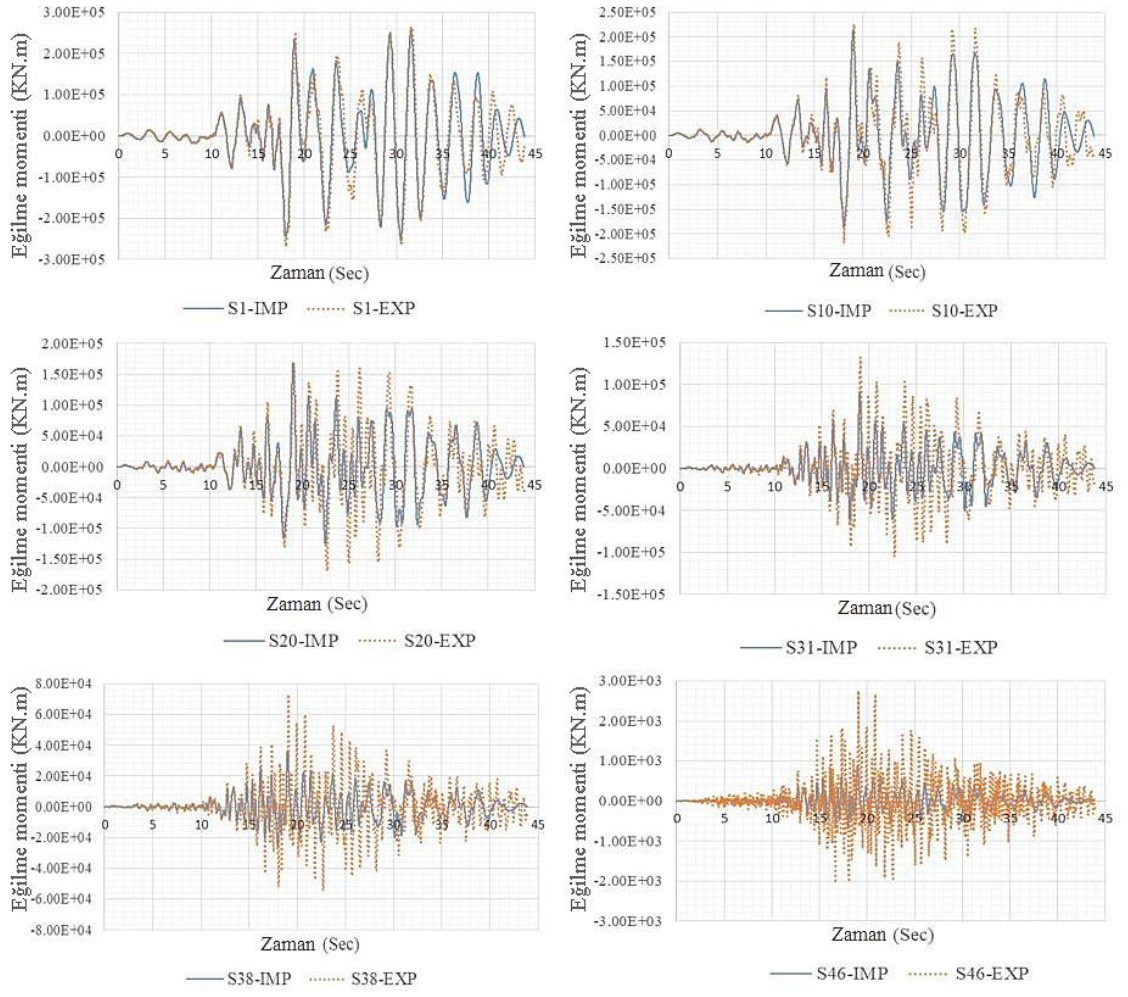 Eğilme momenti (KN.m)
3.00E+05
2.00E+05
1.00E+05
0.00E+00
-1.00E+05
-2.00E+05
-3.00E+05
0 5 10 15 20 25 30 35 40 45
Zaman (Sec)
S1-IMP S1-EXP
Eğilme momenti (KN.m)
2.50E+05
2.00E+05
1.50E+05
1.00E+05
5.00E+04
0.00E+00
-5.00E+04
-1.00E+05
-1.50E+05
-2.00E+05
-2.50E+05
0 5 10 15 20 25 30 35 40 45
Zaman (Sec)
S10-IMP S10-EXP
Eğilme momenti (KN.m)
2.00E+05
1.50E+05
1.00E+05
5.00E+04
0.00E+00
-5.00E+04
-1.00E+05
-1.50E+05
-2.00E+05
0 5 10 15 20 25 30 35 40 45
Zaman (Sec)
S20-IMP S20-EXP
Eğilme momenti (KN.m)
1.50E+05
1.00E+05
5.00E+04
0.00E+00
-5.00E+04
-1.00E+05
-1.50E+05
0 5 10 15 20 25 30 35 40 45
Zaman (Sec)
S31-IMP S31-EXP
Eğilme momenti (KN.m)
8.00E+04
6.00E+04
4.00E+04
2.00E+04
0.00E+00
-2.00E+04
-4.00E+04
-6.00E+04
-8.00E+04
0 5 10 15 20 25 30 35 40 45
Zaman (Sec)
S38-IMP S38-EXP
Eğilme momenti (KN.m)
3.00E+03
2.00E+03
1.00E+03
0.00E+00
-1.00E+03
-2.00E+03
-3.00E+03
0 5 10 15 20 25 30 35 40 45
Zaman (Sec)
S46-IMP S46-EXP